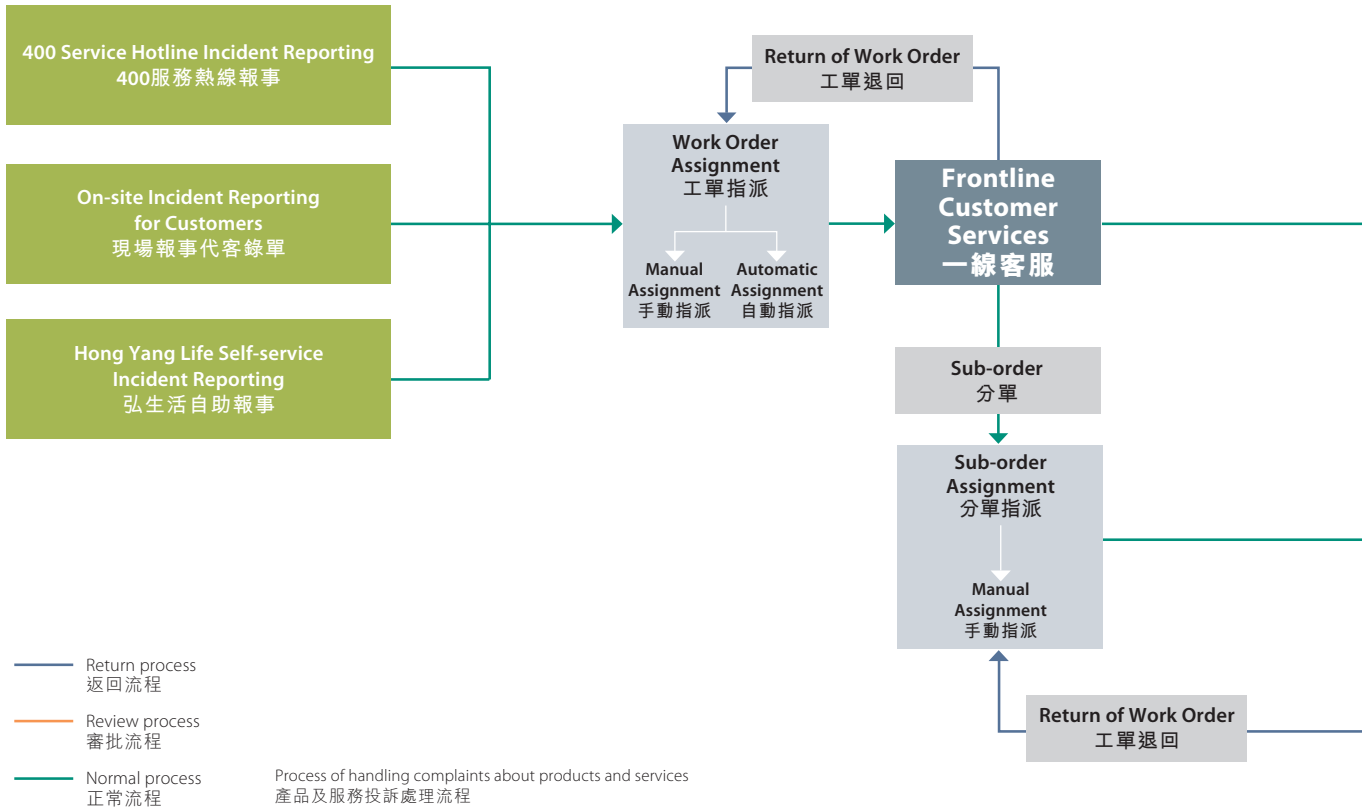 400 Service Hotline Incident Reporting
400服務熱線報事
On-site Incident Reporting
for Customers
現場報事代客錄單
Hong Yang Life Self-service
Incident Reporting
弘生活自助報事
Return of Work Order
工單退回
Work Order
Assignment
工單指派
Manual
Assignment
手動指派
Automatic
Assignment
自動指派
Frontline
Customer
Services
一線客服
Sub-order
分單
Sub-order
Assignment
分單指派
Manual
Assignment
手動指派
Return of Work Order
工單退回
Return process
返回流程
Review process
審批流程
Normal process
正常流程
Process of handling complaints about products and services
產品及服務投訴處理流程